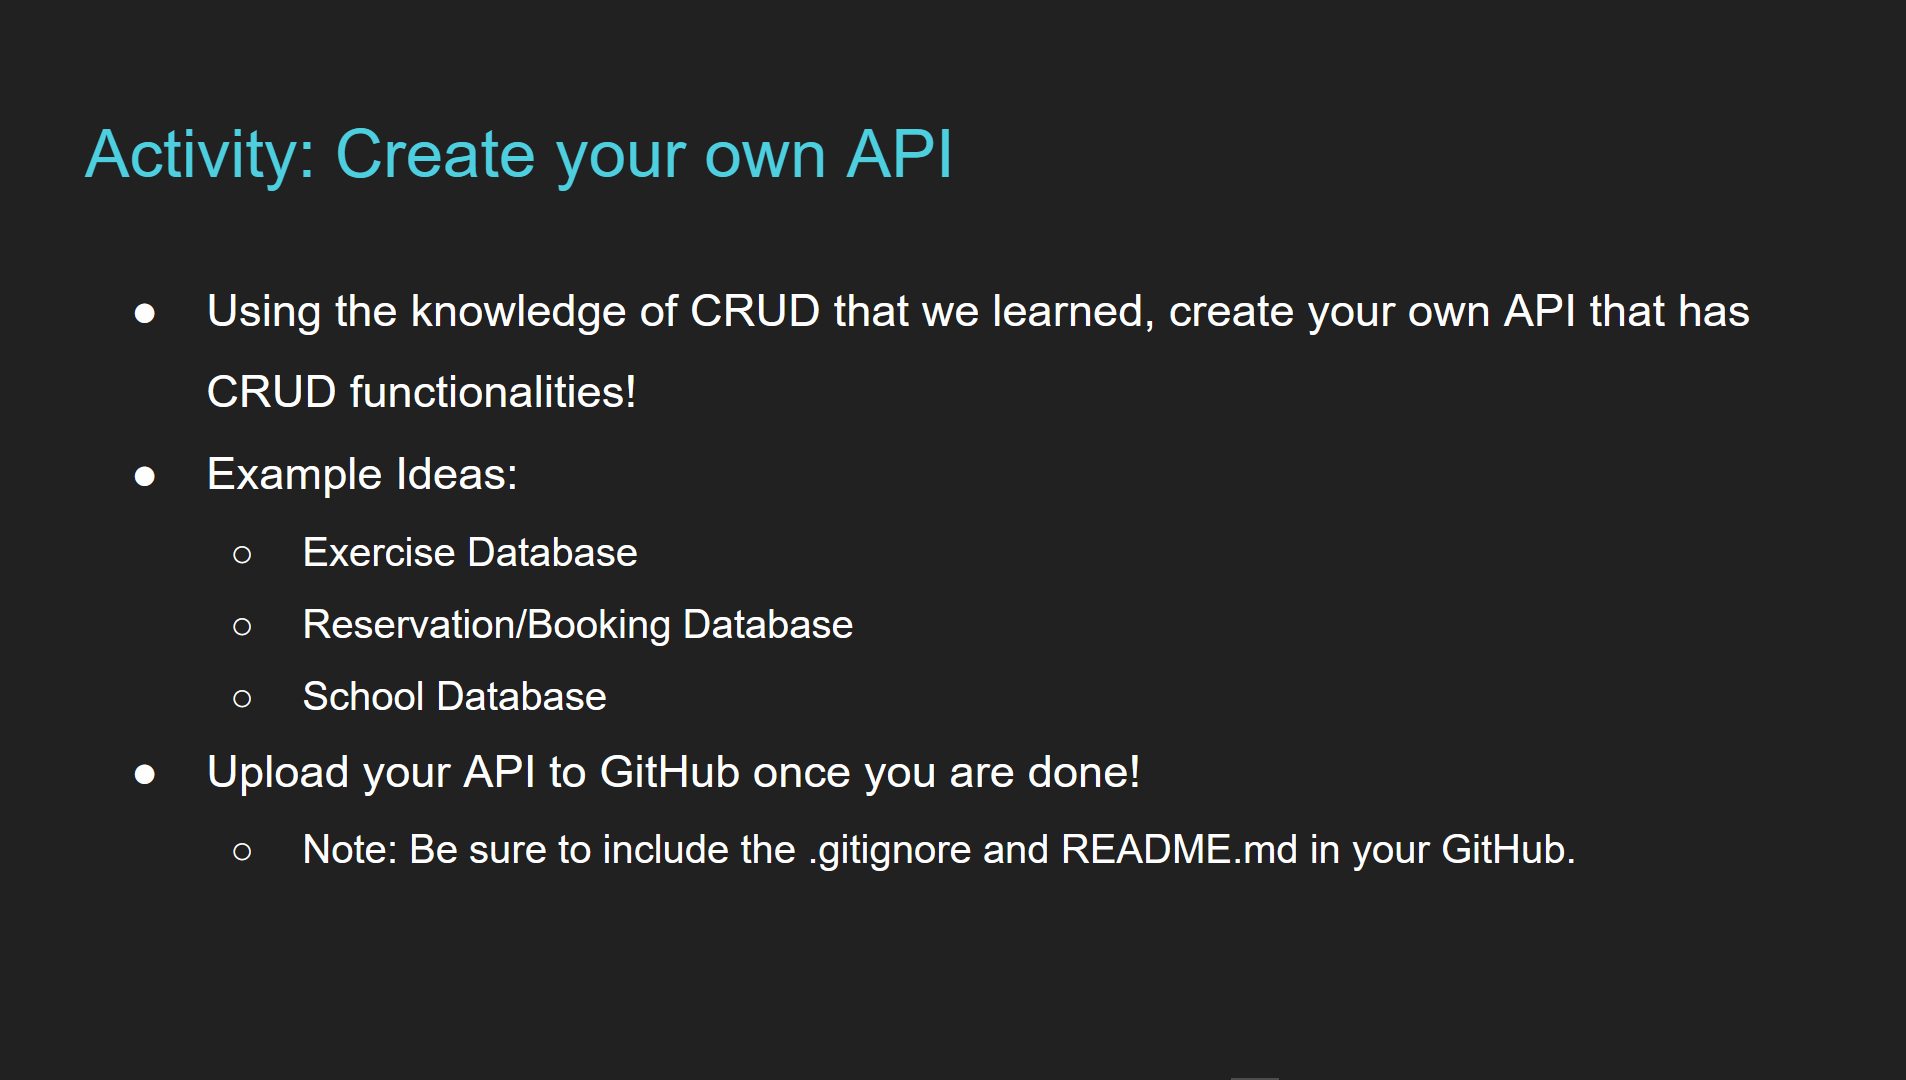 Activity: Create your own API
● Using the knowledge of CRUD that we learned, create your own API that has
CRUD functionalities!
● Example Ideas:
○ Exercise Database
○ Reservation/Booking Database
○ School Database
● Upload your API to GitHub once you are done!
○ Note: Be sure to include the .gitignore and README.md in your GitHub.